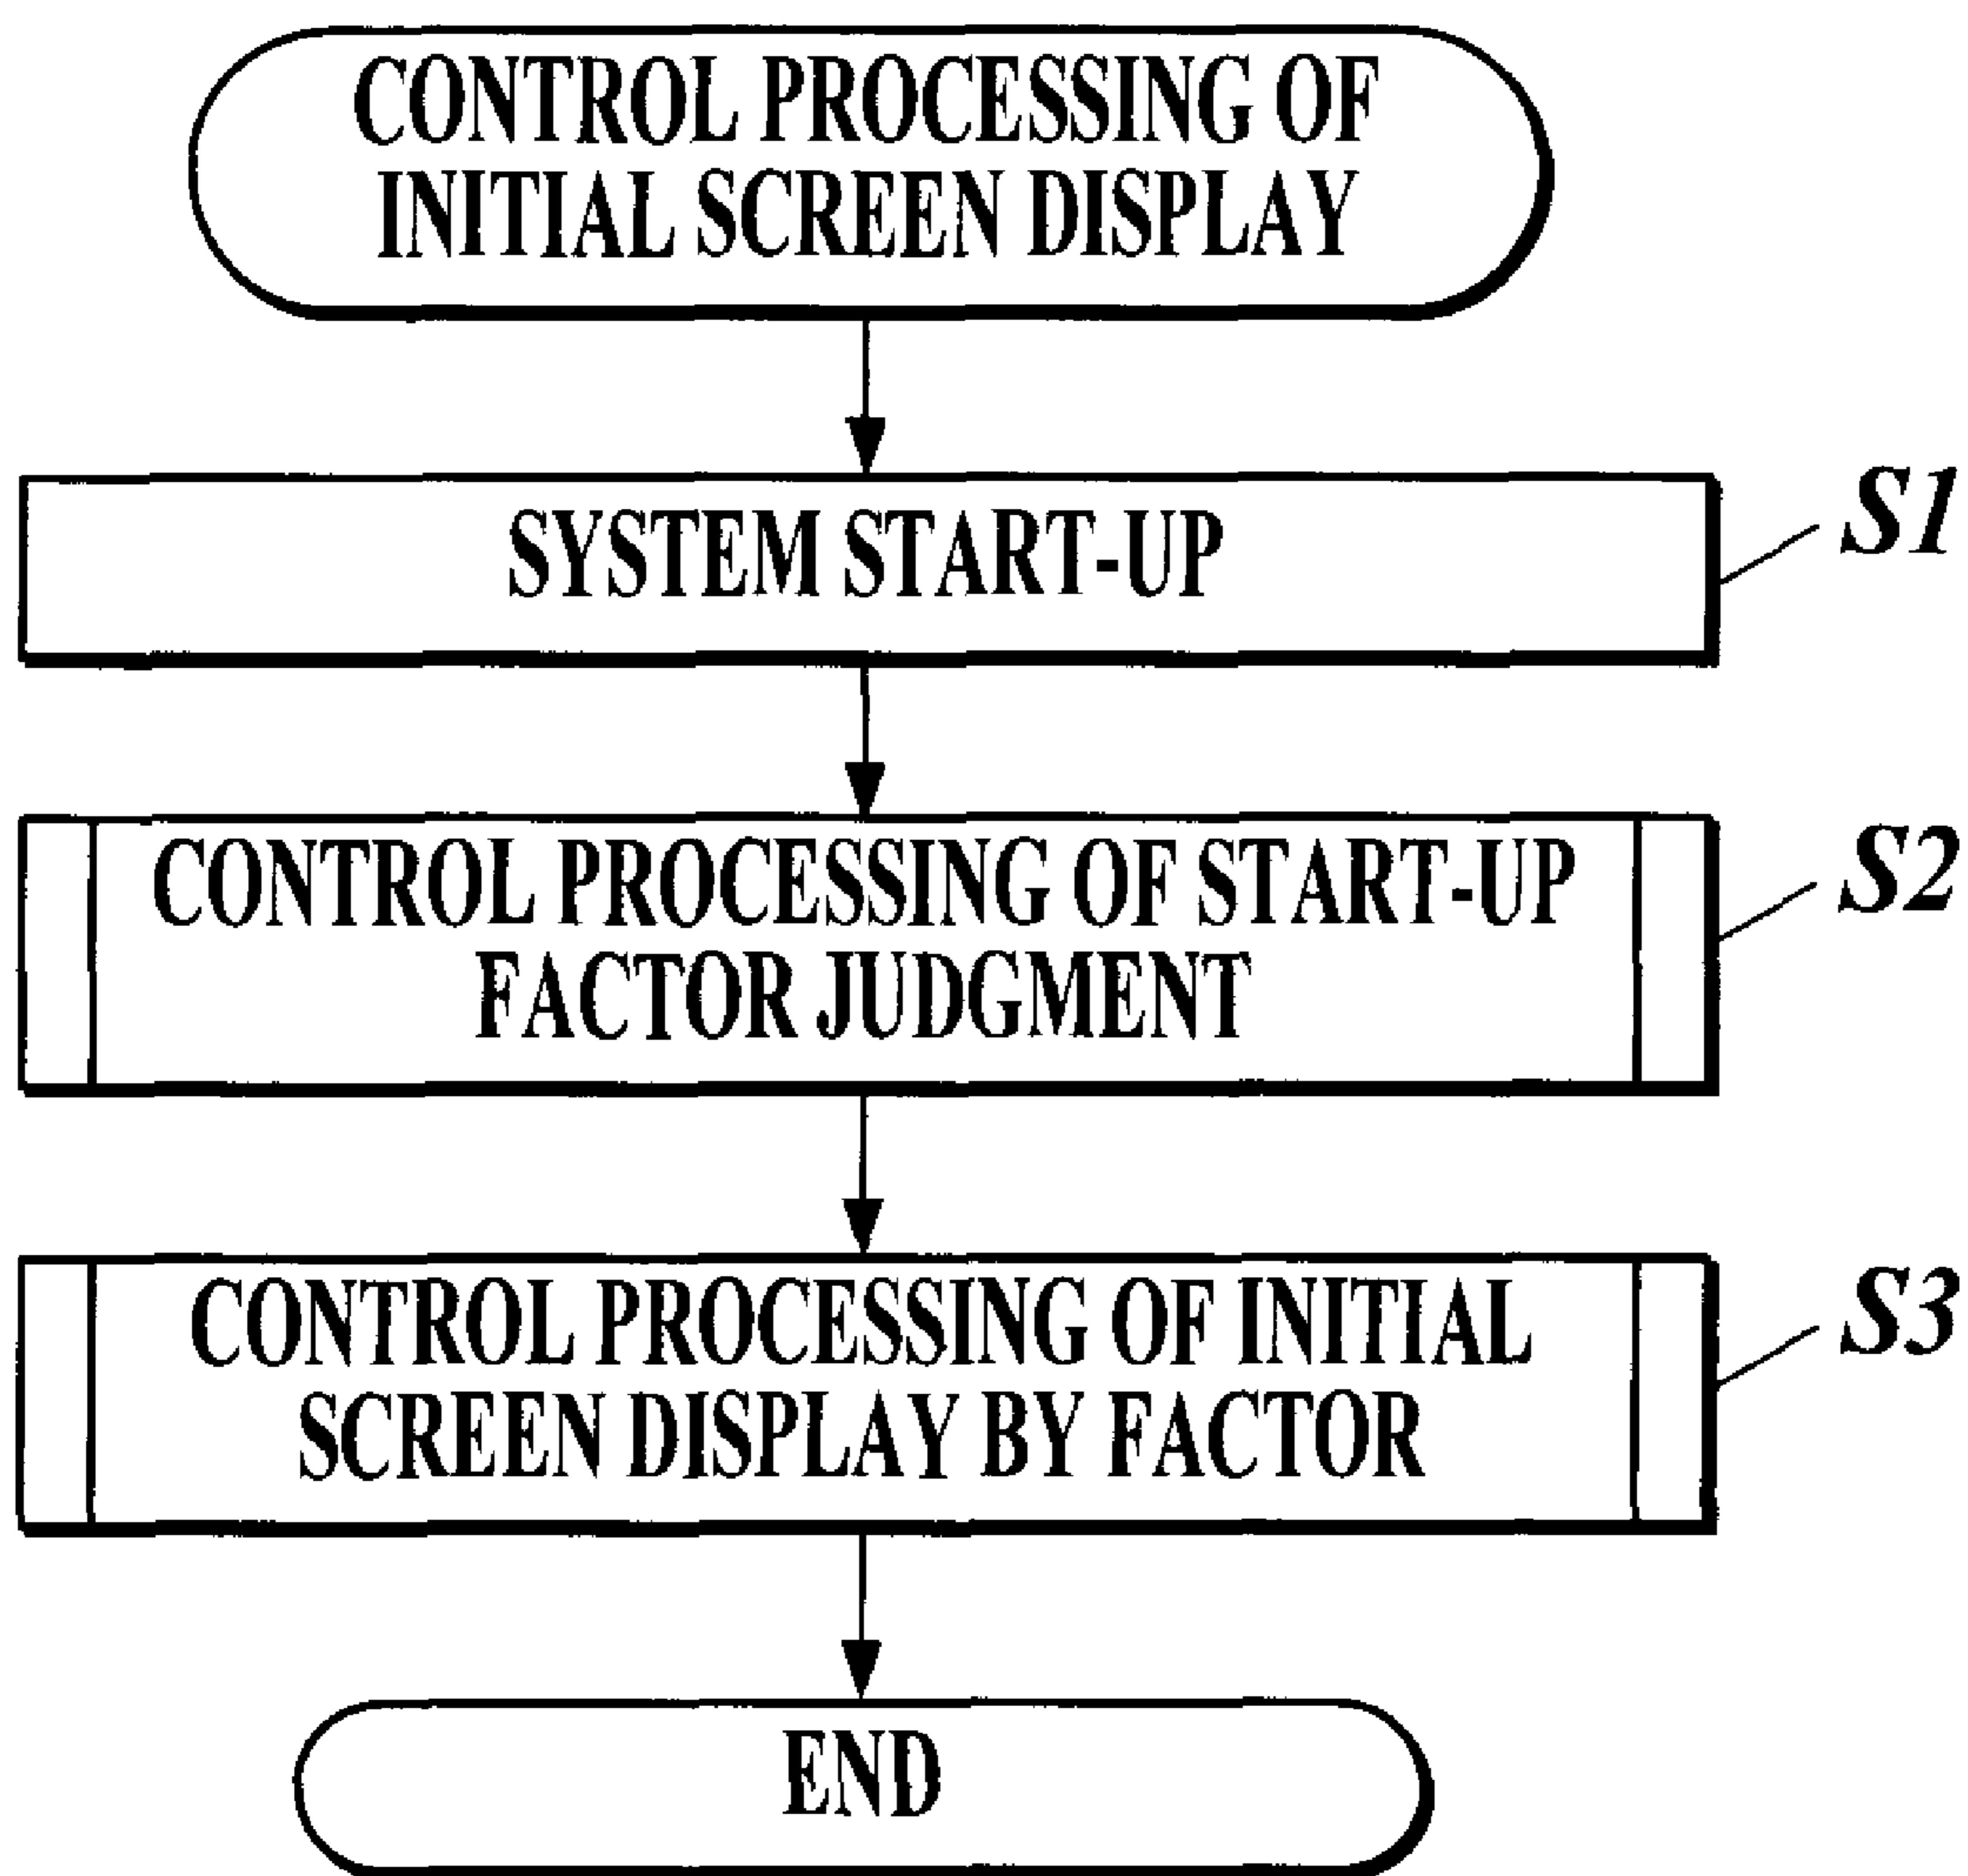 CONTROL PROCESSING OF
INITIAL SCREEN DISPLAY
SYSTEM START-UP
S1
CONTROL PROCESSING OF START-UP
FACTOR JUDGMENT
S2
CONTROL PROCESSING OF INITIAL
SCREEN DISPLAY BY FACTOR
S3
END